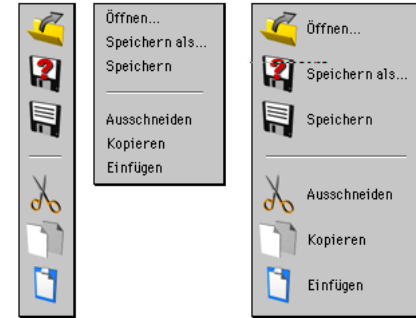 Öffnen...
Speichern als...
Speichern
Ausschneiden
Kopieren
Einfügen
Öffnen...
Speichern als...
Speichern
Ausschneiden
Kopieren
Einfügen